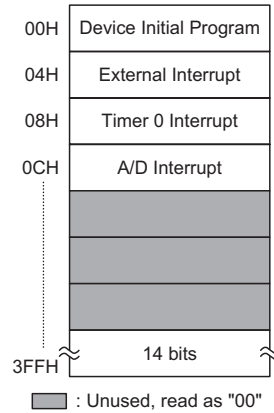 00H Device Initial Program
04H External Interrupt
08H Timer 0 Interrupt
0CH A/D Interrupt
14 bits
3FFH
: Unused, read as "00"